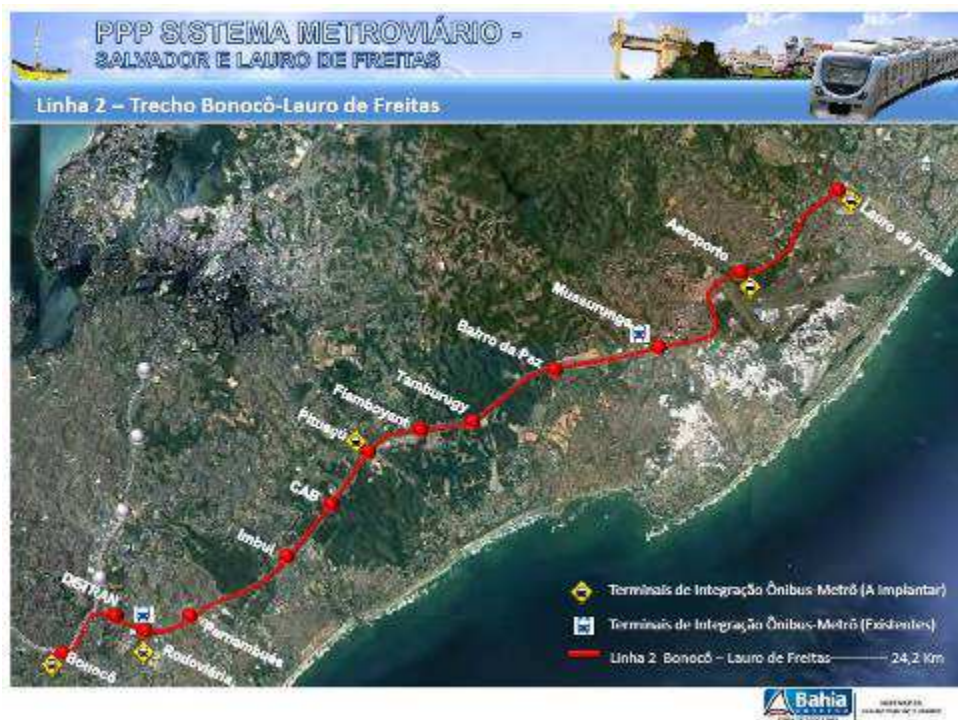 PPP SISTEMA METROVIÁRIO -
SALVADOR E LAURO DE FREITAS
Linha 2 – Trecho Bonocô-Lauro de Freitas
Lauro de Freitas
Aeroporto
Mussurunga
Bairro da Paz
Tamburugy
Flamboyant
Pituaçú
CAB
Imbuí
Pernambués
Rodoviária
DETRAN
Bonocô
Terminais de Integração Ônibus-Metrô (A Implantar)
Terminais de Integração Ônibus-Metrô (Existentes)
Linha 2 Bonocô – Lauro de Freitas 24,2 Km
Bahia